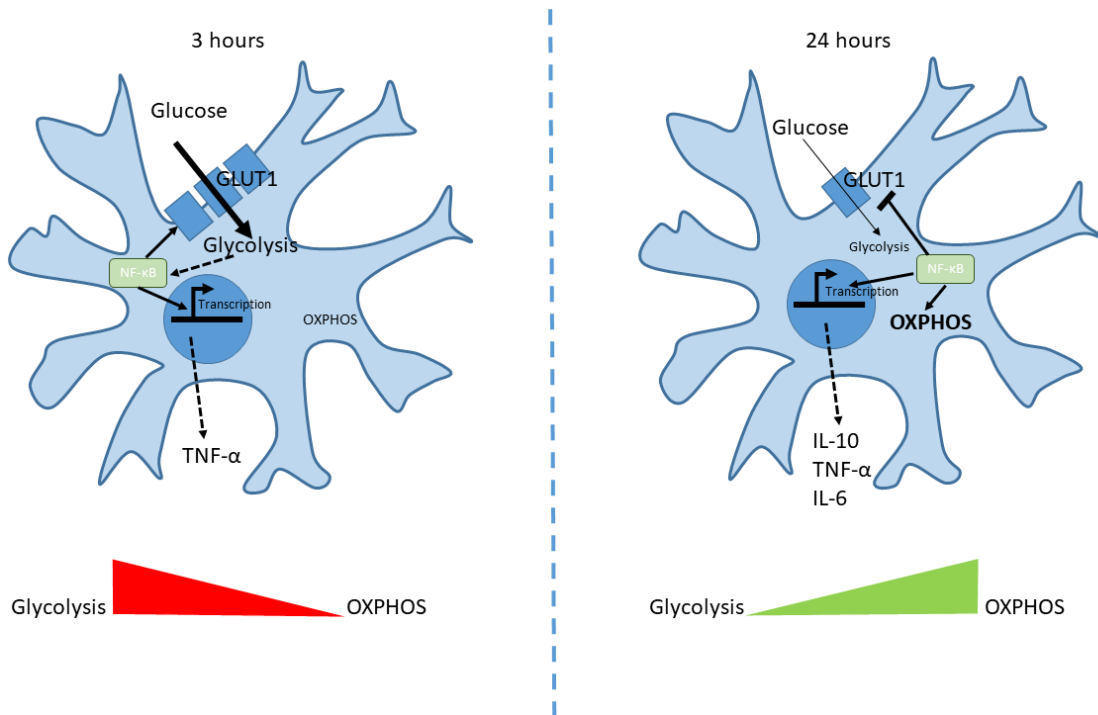 3 hours
Glucose
GLUT1
Glycolysis
NF-κB
Transcription
OXPHOS
TNF-α
Glycolysis
OXPHOS
24 hours
Glucose
GLUT1
Glycolysis
NF-κB
Transcription
OXPHOS
IL-10
TNF-α
IL-6
Glycolysis
OXPHOS